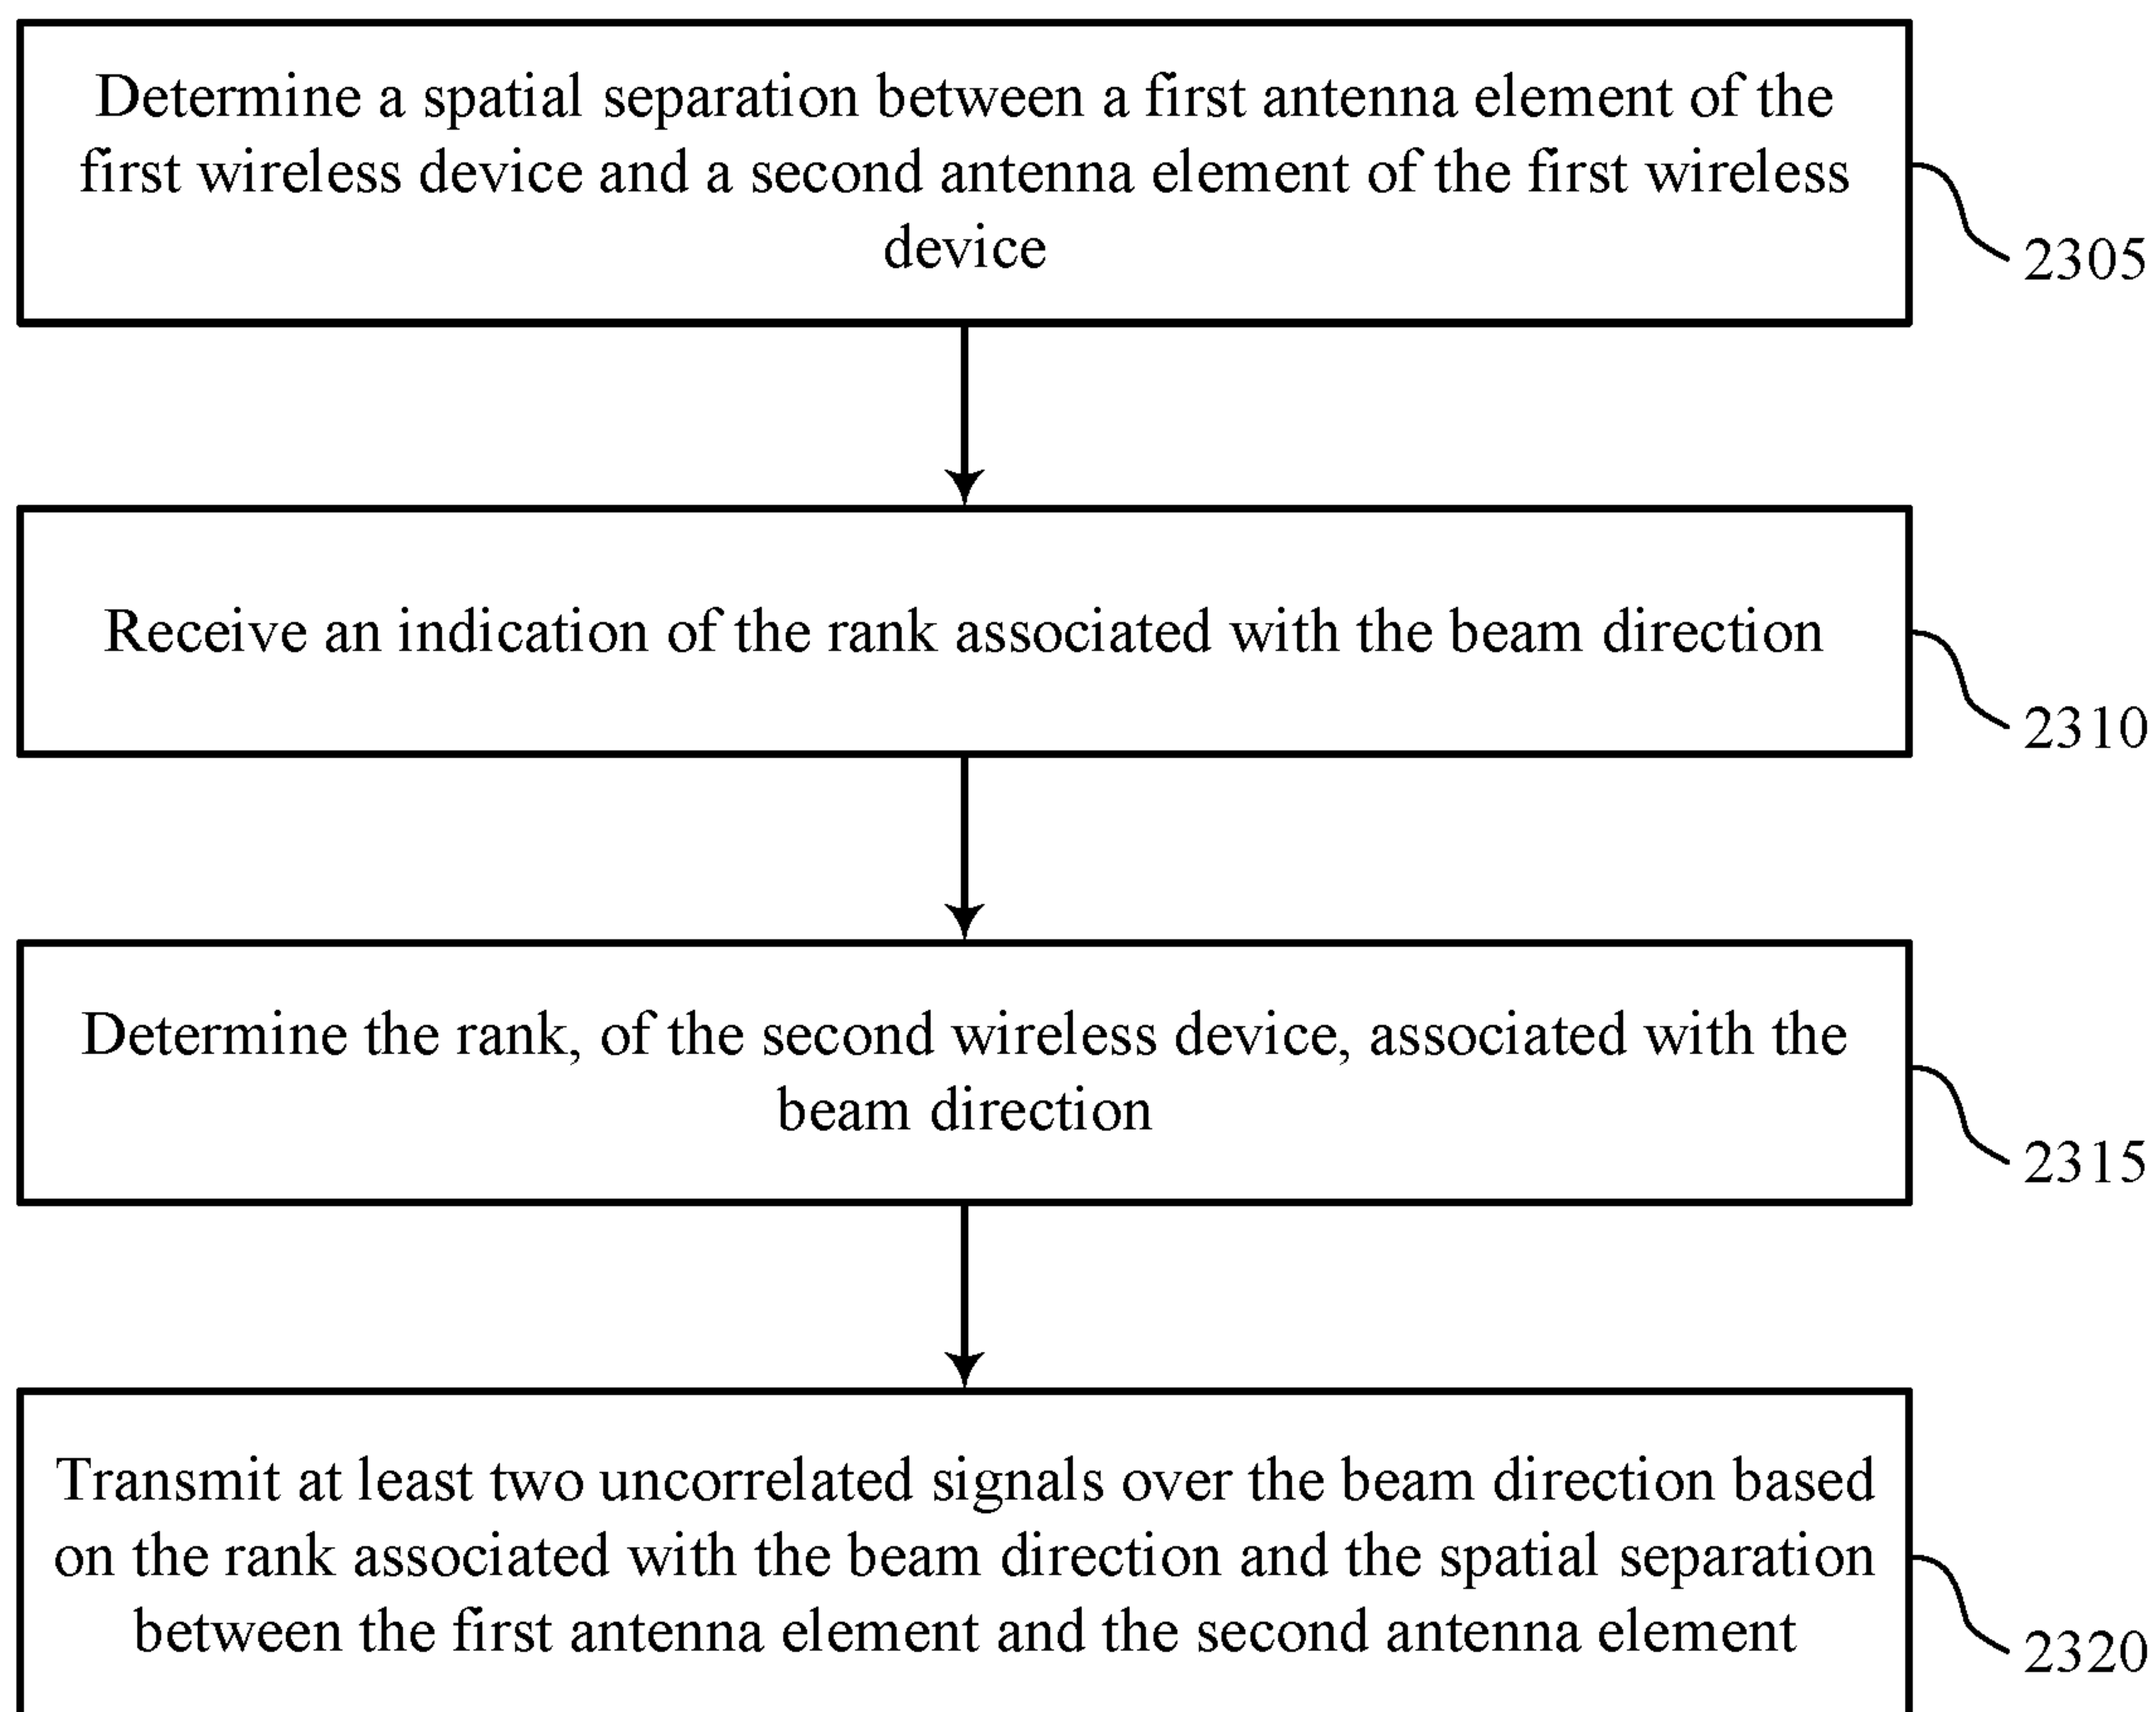 Determine a spatial separation between a first antenna element of the
first wireless device and a second antenna element of the first wireless
device
2305
Receive an indication of the rank associated with the beam direction
2310
Determine the rank, of the second wireless device, associated with the
beam direction
2315
Transmit at least two uncorrelated signals over the beam direction based
on the rank associated with the beam direction and the spatial separation
between the first antenna element and the second antenna element
2320